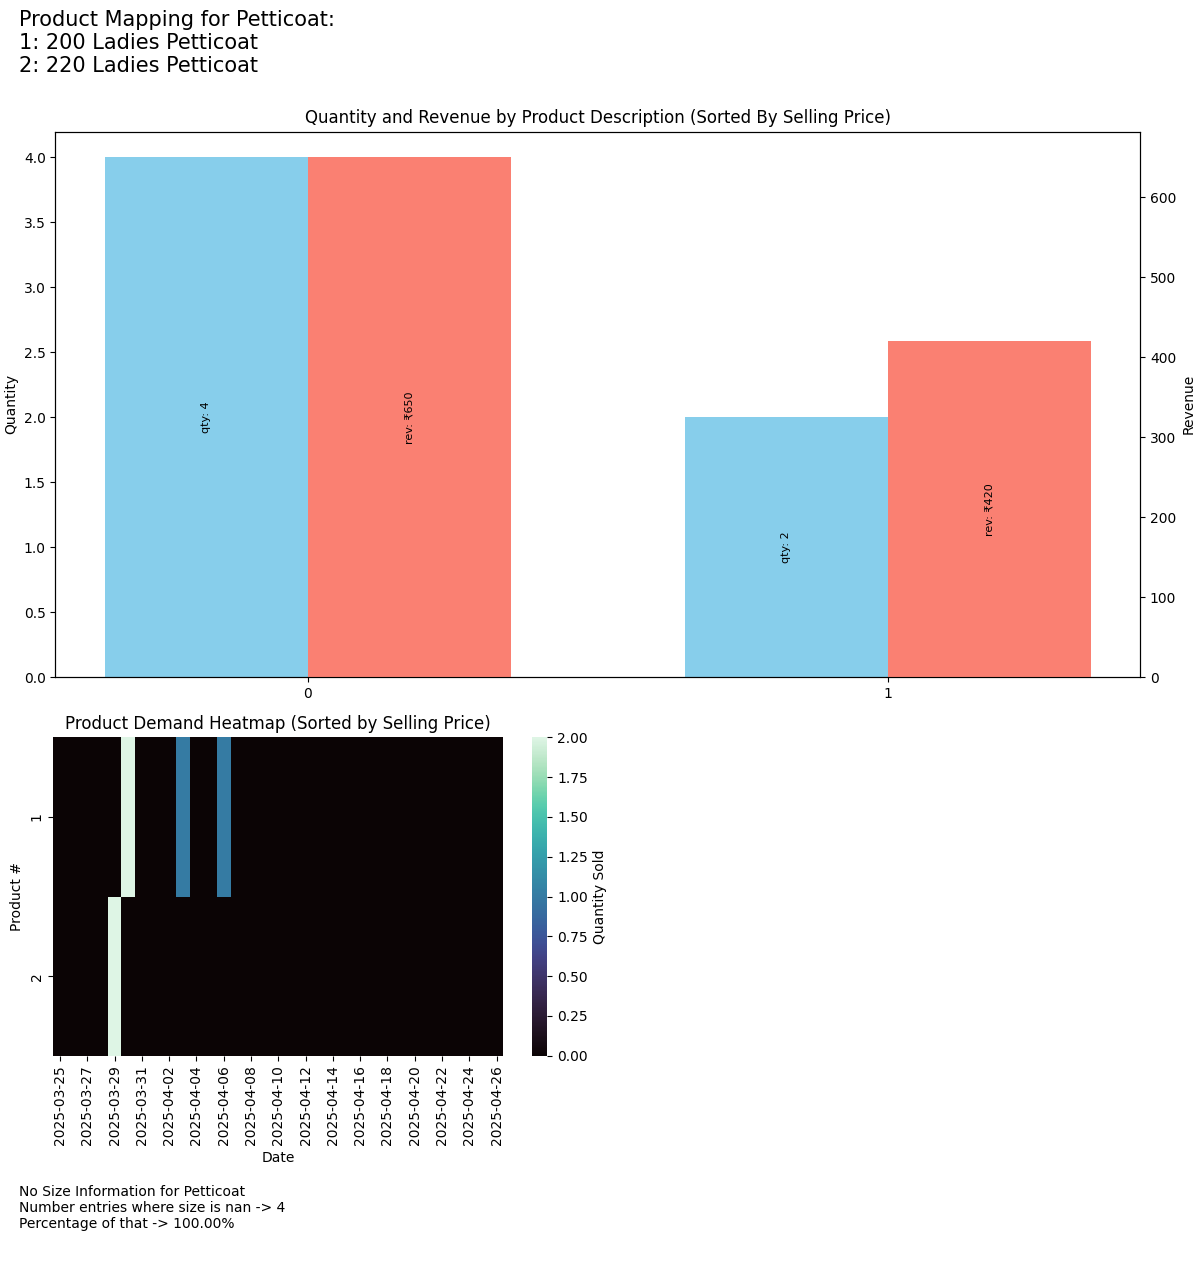 Product Mapping for Petticoat:
1: 200 Ladies Petticoat
2: 220 Ladies Petticoat
Quantity and Revenue by Product Description (Sorted By Selling Price)
4.0
3.5
3.0
2.5
2.0
1.5
1.0
0.5
0.0
Quantity
qty: 4
rev: ₹650
qty: 2
rev: ₹420
600
500
400
300
200
100
0
Revenue
0
1
Product Demand Heatmap (Sorted by Selling Price)
Product #
1
2
2025-03-25
2025-03-27
2025-03-29
2025-03-31
2025-04-02
2025-04-04
2025-04-06
2025-04-08
2025-04-10
2025-04-12
2025-04-14
2025-04-16
2025-04-18
2025-04-20
2025-04-22
2025-04-24
2025-04-26
Date
2.00
1.75
1.50
1.25
1.00
0.75
0.50
0.25
0.00
Quantity Sold
No Size Information for Petticoat
Number entries where size is nan -> 4
Percentage of that -> 100.00%